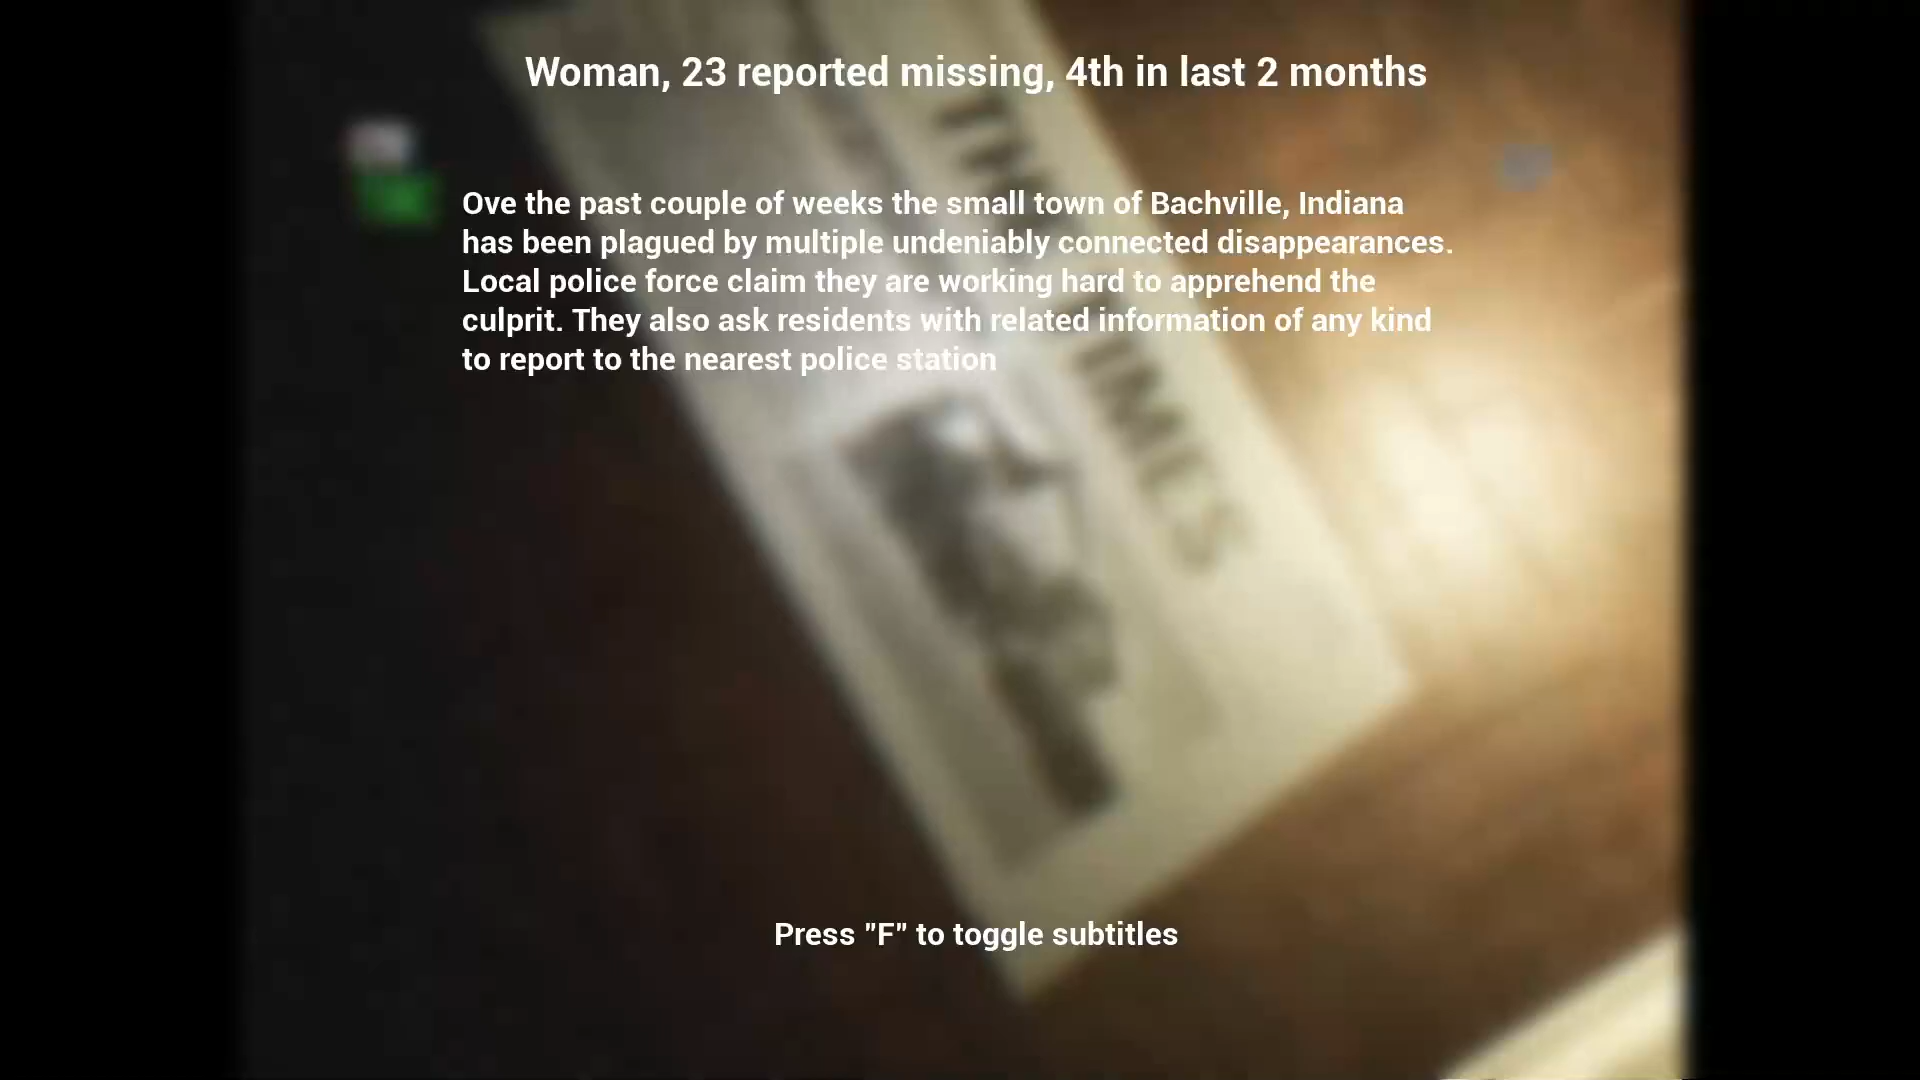 Woman, 23 reported missing, 4th in last 2 months
Ove the past couple of weeks the small town of Bachville, Indiana
has been plagued by multiple undeniably connected disappearances.
Local police force claim they are working hard to apprehend the
culprit. They also ask residents with related information of any kind
to report to the nearest police station
THE TIMES
Press "F" to toggle subtitles